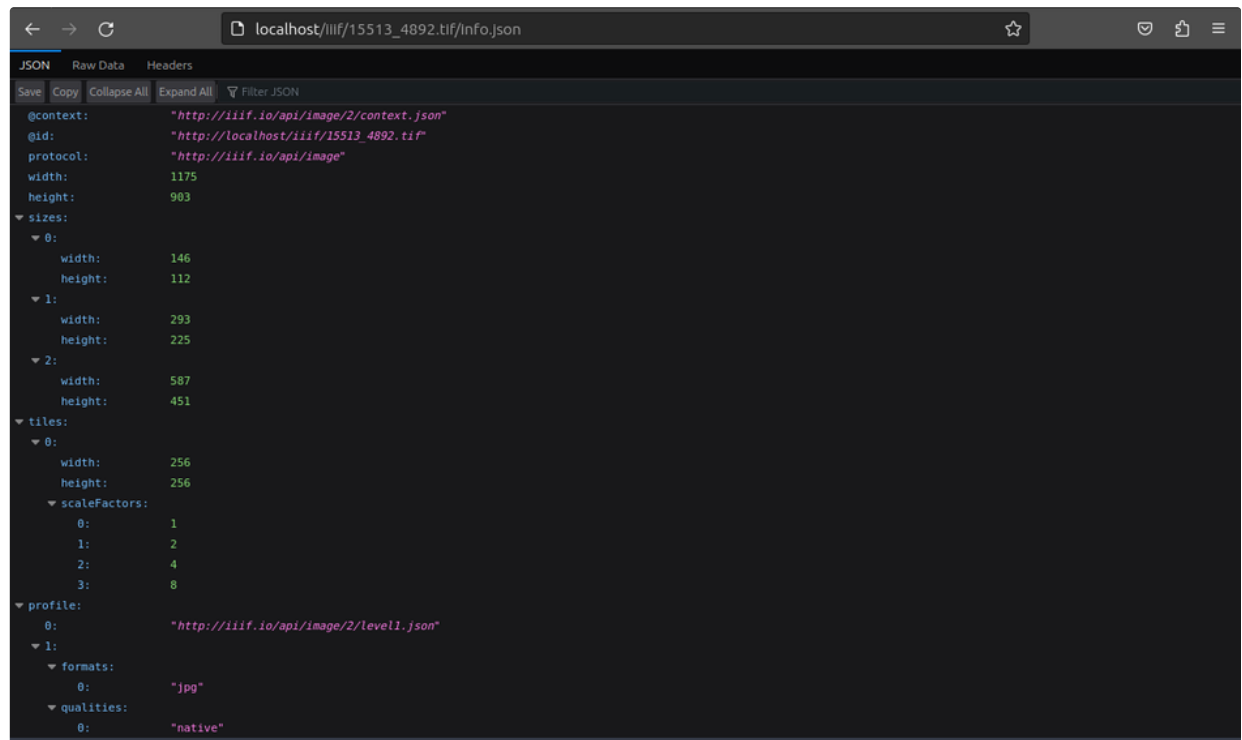 localhost/iiif/15513_4892.tif/info.json
JSON Raw Data Headers
Save Copy Collapse All Expand All Filter JSON
@context: "http://iiif.io/api/image/2/context.json"
@id: "http://localhost/iiif/15513_4892.tif"
protocol: "http://iiif.io/api/image"
width: 1175
height: 903
sizes:
0:
width: 146
height: 112
1:
width: 293
height: 225
2:
width: 587
height: 451
tiles:
0:
width: 256
height: 256
scaleFactors:
0: 1
1: 2
2: 4
3: 8
profile:
0: "http://iiif.io/api/image/2/level1.json"
1:
formats:
0: "jpg"
qualities:
0: "native"